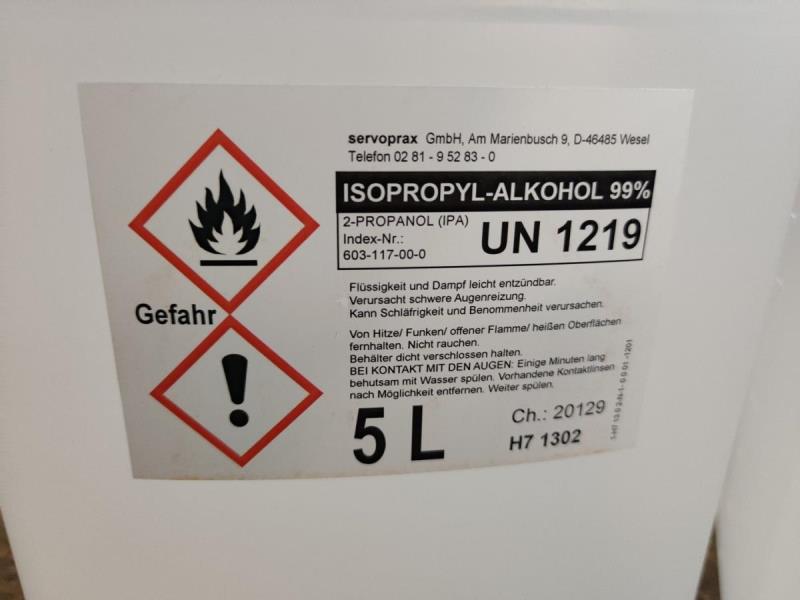 servoprax GmbH, Am Marienbusch 9, D-46485 Wesel
Telefon 02 81 - 9 52 83 - 0
ISOPROPYL-ALKOHOL 99%
2-PROPANOL (IPA)
Index-Nr.:
603-117-00-0
UN 1219
Gefahr
Flüssigkeit und Dampf leicht entzündbar.
Verursacht schwere Augenreizung.
Kann Schläfrigkeit und Benommenheit verursachen.
Von Hitze/ Funken/ offener Flamme/ heißen Oberflächen
fernhalten. Nicht rauchen.
Behälter dicht verschlossen halten.
BEI KONTAKT MIT DEN AUGEN: Einige Minuten lang
behutsam mit Wasser spülen. Vorhandene Kontaktlinsen
nach Möglichkeit entfernen. Weiter spülen.
5 L
Ch.: 20129
H7 1302